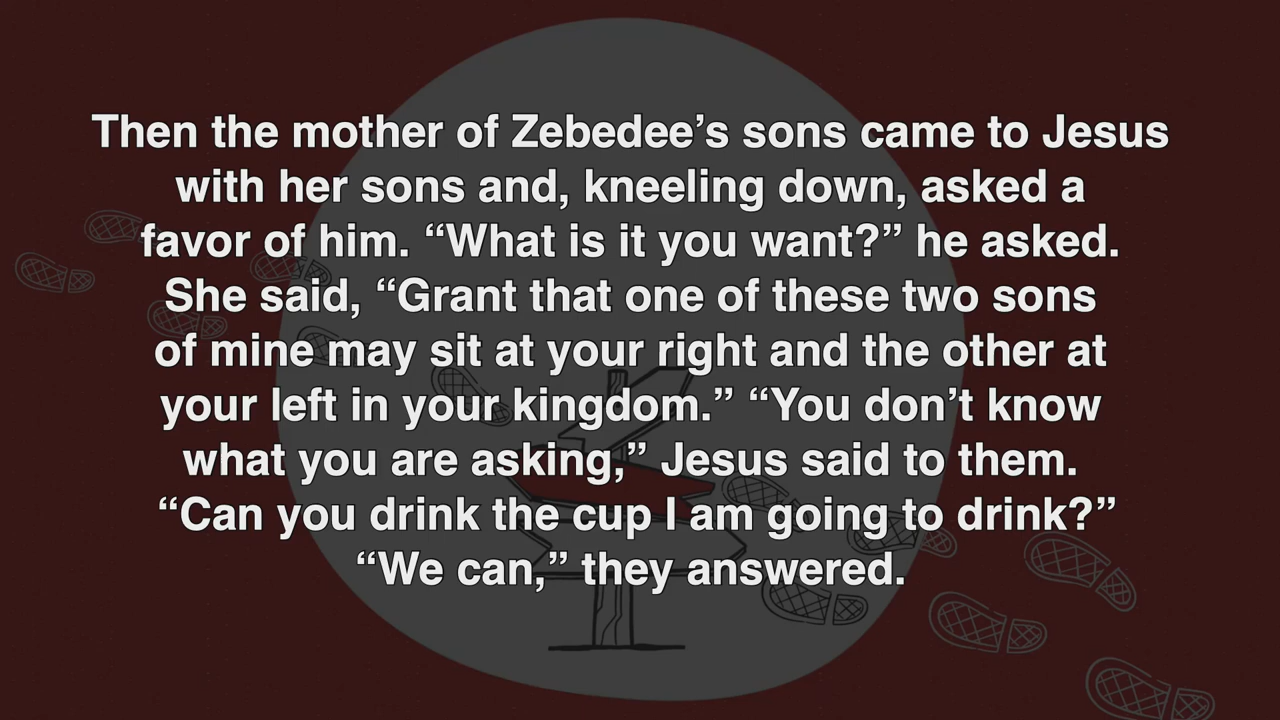 Then the mother of Zebedee’s sons came to Jesus
with her sons and, kneeling down, asked a
favor of him. “What is it you want?” he asked.
She said, “Grant that one of these two sons
of mine may sit at your right and the other at
your left in your kingdom.” “You don’t know
what you are asking,” Jesus said to them.
“Can you drink the cup I am going to drink?”
“We can,” they answered.